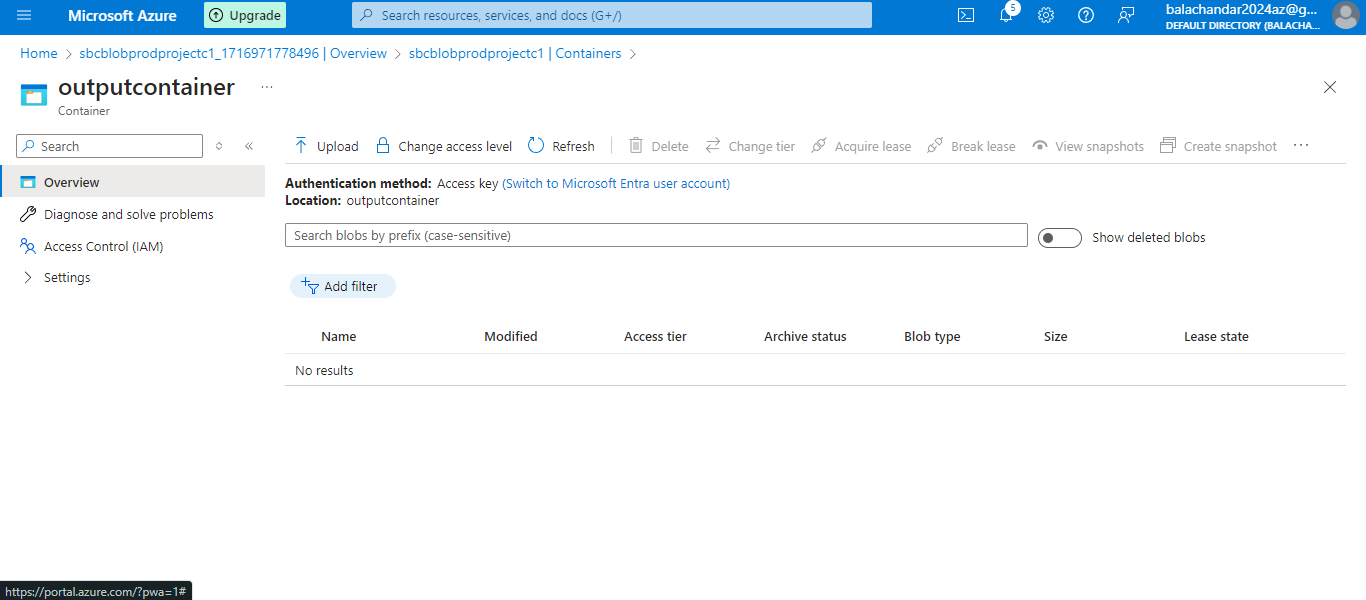 Microsoft Azure
Upgrade
Search resources, services, and docs (G+/)
5
balachandar2024az@g...
DEFAULT DIRECTORY (BALACHA...
Home > sbcblobprodprojectc1_1716971778496 | Overview > sbcblobprodprojectc1 | Containers >
outputcontainer ...
Container
Search
Overview
Diagnose and solve problems
Access Control (IAM)
Settings
Upload Change access level Refresh Delete Change tier Acquire lease Break lease View snapshots Create snapshot ...
Authentication method: Access key (Switch to Microsoft Entra user account)
Location: outputcontainer
Search blobs by prefix (case-sensitive)
Show deleted blobs
Add filter
Name Modified Access tier Archive status Blob type Size Lease state
No results
https://portal.azure.com/?pwa=1#